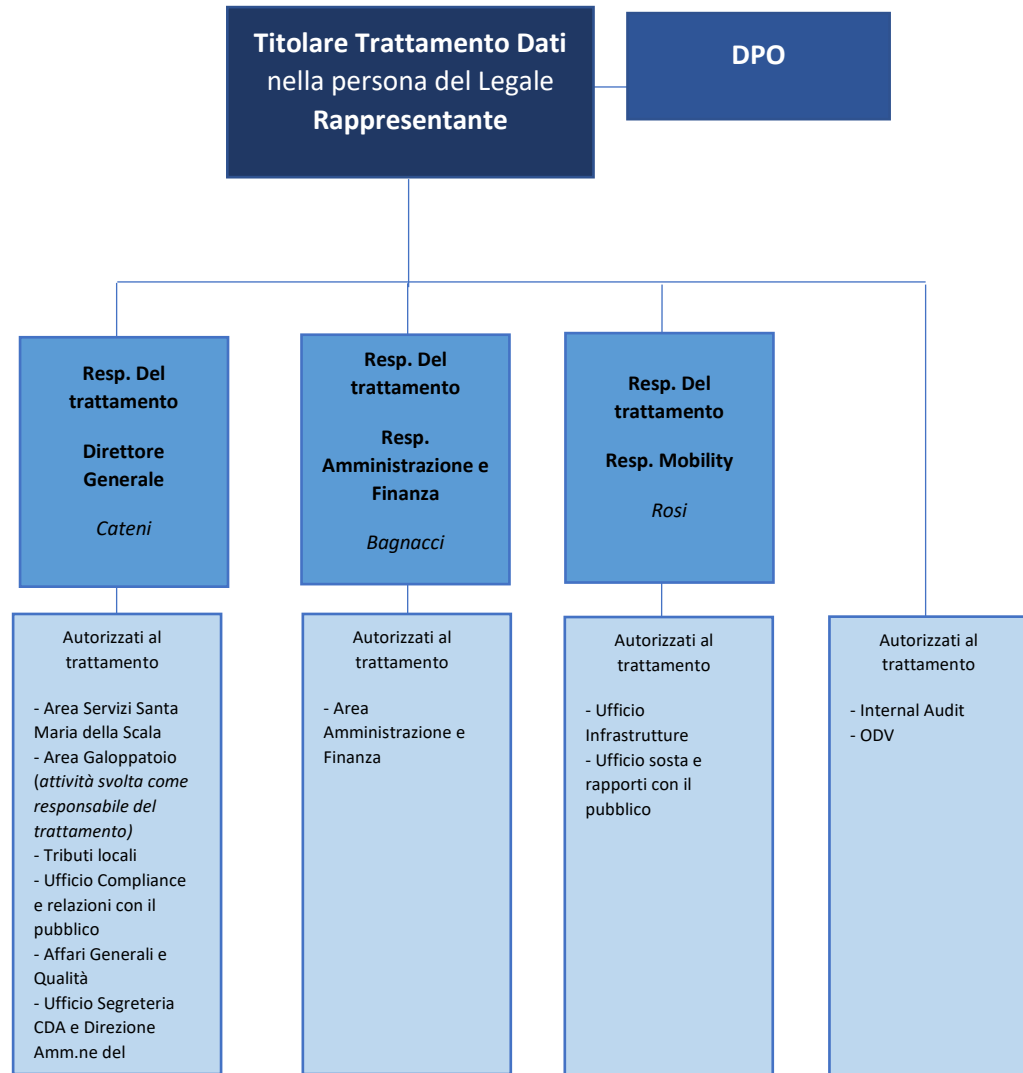 Titolare Trattamento Dati
nella persona del Legale
Rappresentante
DPO
Resp. Del
trattamento
Direttore
Generale
Cateni
Resp. Del
trattamento
Resp.
Amministrazione e
Finanza
Bagnacci
Resp. Del
trattamento
Resp. Mobility
Rosi
Autorizzati al
trattamento
- Area Servizi Santa
Maria della Scala
- Area Galoppatoio
(attività svolta come
responsabile del
trattamento)
- Tributi locali
- Ufficio Compliance
e relazioni con il
pubblico
- Affari Generali e
Qualità
- Ufficio Segreteria
CDA e Direzione
Amm.ne del
Autorizzati al
trattamento
- Area
Amministrazione e
Finanza
Autorizzati al
trattamento
- Ufficio
Infrastrutture
- Ufficio sosta e
rapporti con il
pubblico
Autorizzati al
trattamento
- Internal Audit
- ODV